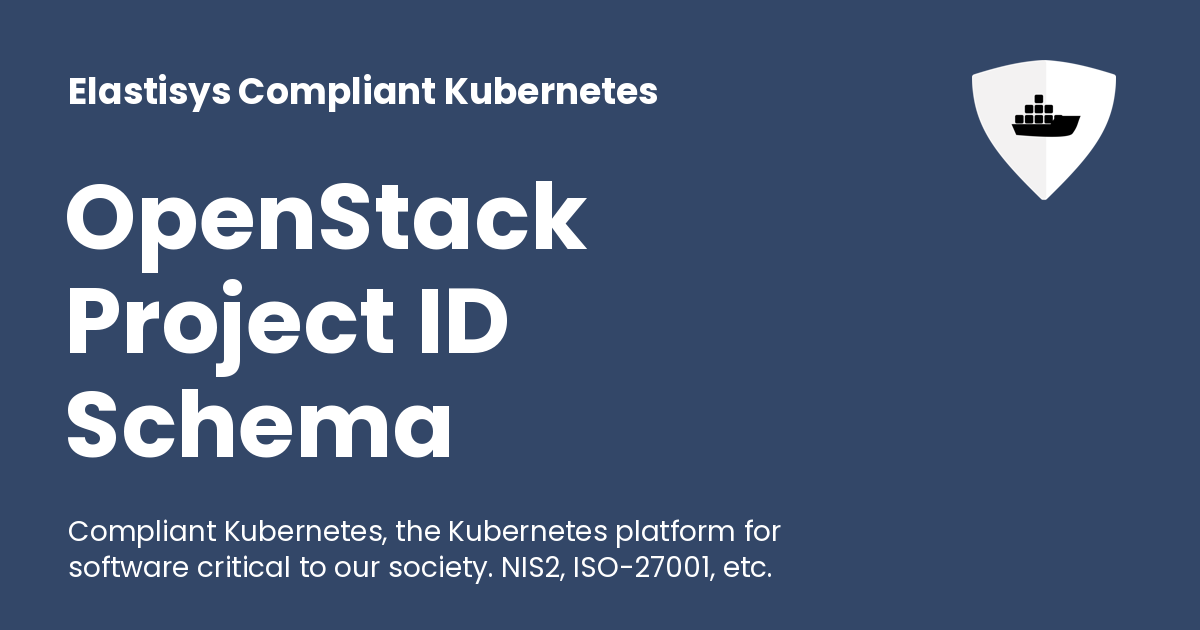 Elastisys Compliant Kubernetes
OpenStack
Project ID
Schema
Compliant Kubernetes, the Kubernetes platform for
software critical to our society. NIS2, ISO-27001, etc.